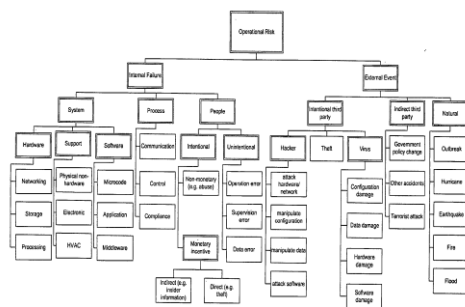 Operational Risk
Internal Failure
External Event
System
Process
People
Intentional third
party
Indirect third
party
Natural
Hardware
Support
Software
Communication
Intentional
Unintentional
Hacker
Theft
Virus
Government
policy change
Outbreak
Networking
Physical non-
hardware
Microcode
Control
Non-monetary
(e.g. abuse)
Operation error
attack
hardware/
network
Configuration
damage
Other accidents
Hurricane
Storage
Electronic
Application
Compliance
Supervision
error
manipulate
configuration
Data damage
Terrorist attack
Earthquake
Processing
HVAC
Middleware
Monetary
incentive
Data error
manipulate data
Hardware
damage
Fire
Indirect (e.g.
insider
information)
Direct (e.g.
theft)
attack software
Software
damage
Flood